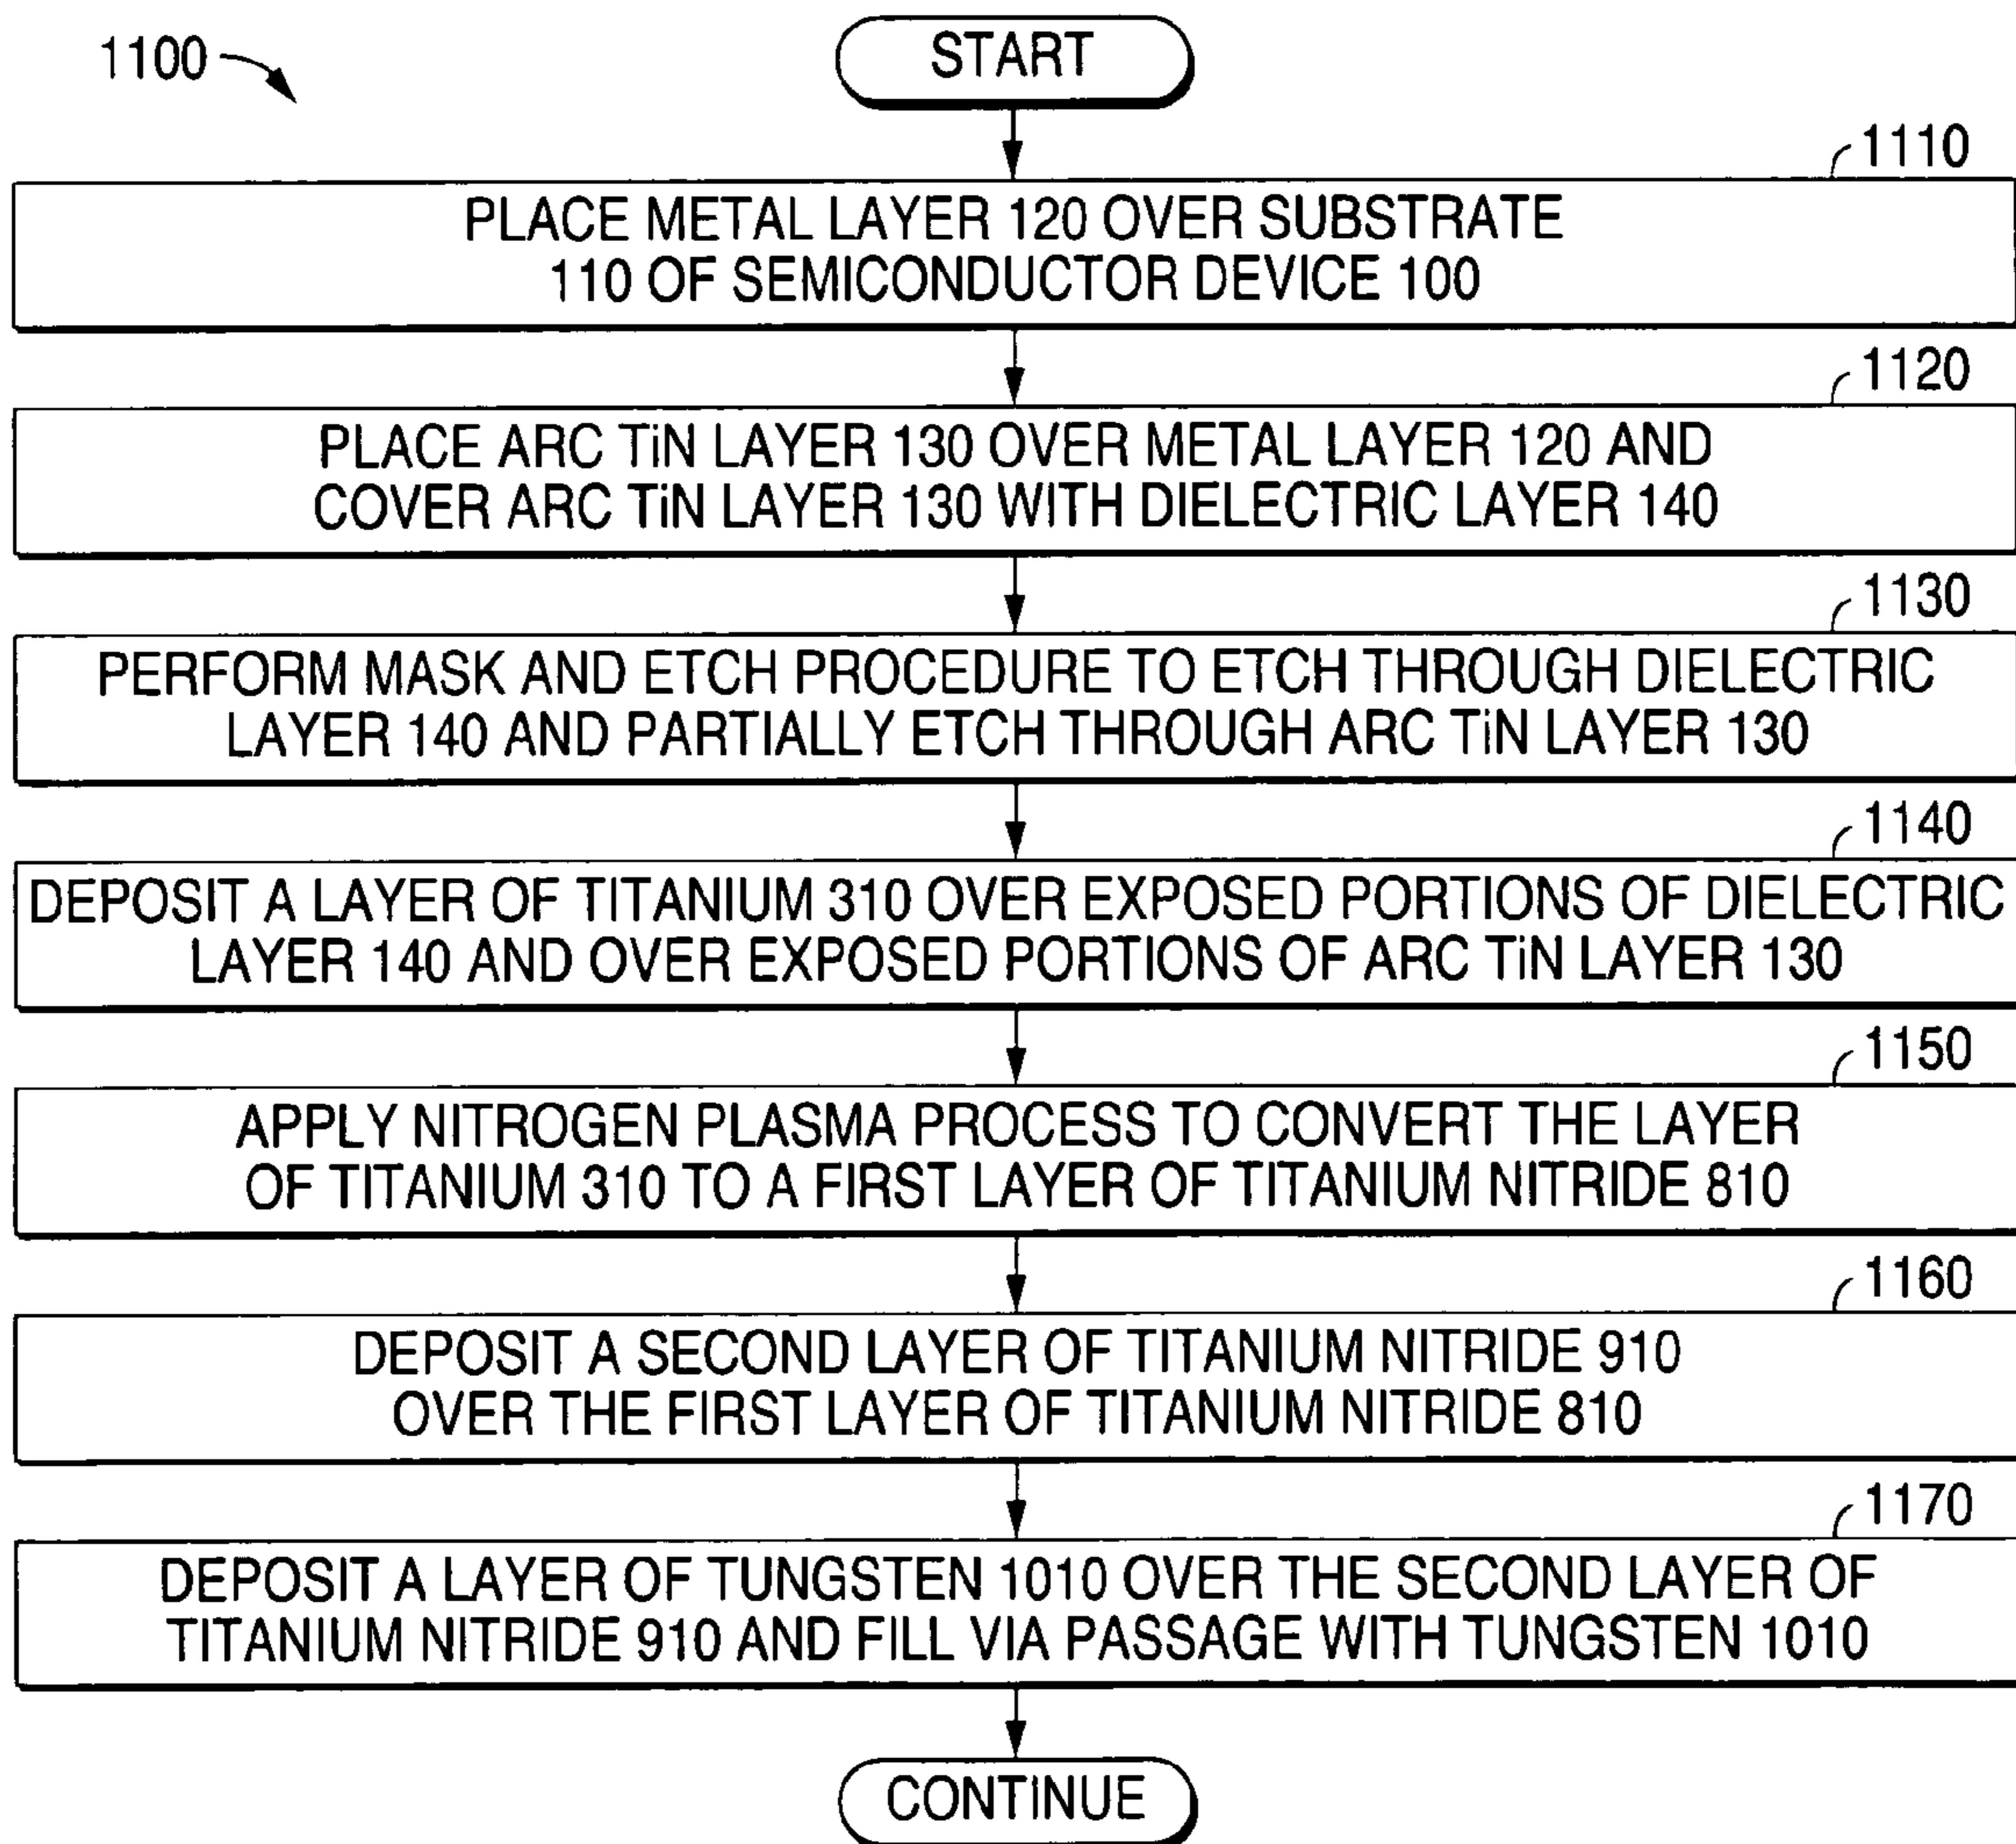 1100
START
1110
PLACE METAL LAYER 120 OVER SUBSTRATE
110 OF SEMICONDUCTOR DEVICE 100
1120
PLACE ARC TiN LAYER 130 OVER METAL LAYER 120 AND
COVER ARC TiN LAYER 130 WITH DIELECTRIC LAYER 140
1130
PERFORM MASK AND ETCH PROCEDURE TO ETCH THROUGH DIELECTRIC
LAYER 140 AND PARTIALLY ETCH THROUGH ARC TiN LAYER 130
1140
DEPOSIT A LAYER OF TITANIUM 310 OVER EXPOSED PORTIONS OF DIELECTRIC
LAYER 140 AND OVER EXPOSED PORTIONS OF ARC TiN LAYER 130
1150
APPLY NITROGEN PLASMA PROCESS TO CONVERT THE LAYER
OF TITANIUM 310 TO A FIRST LAYER OF TITANIUM NITRIDE 810
1160
DEPOSIT A SECOND LAYER OF TITANIUM NITRIDE 910
OVER THE FIRST LAYER OF TITANIUM NITRIDE 810
1170
DEPOSIT A LAYER OF TUNGSTEN 1010 OVER THE SECOND LAYER OF
TITANIUM NITRIDE 910 AND FILL VIA PASSAGE WITH TUNGSTEN 1010
CONTINUE